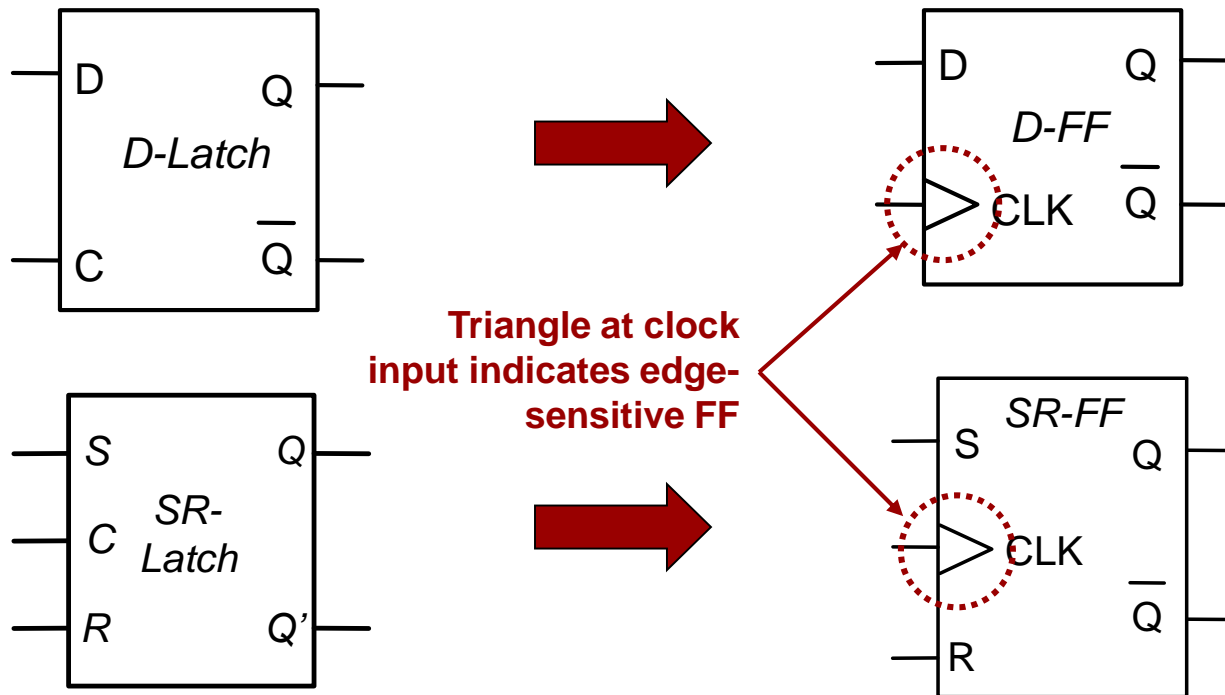 D
Q
D-Latch
C
Q
D
Q
D-FF
CLK
Q
Triangle at clock
input indicates edge-
sensitive FF
S
Q
SR-
C
Latch
R
Q’
SR-FF
S
Q
CLK
Q
R